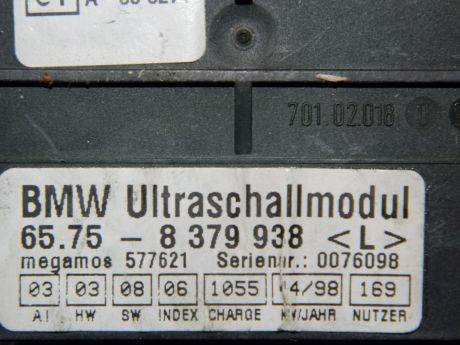 701.02.018
BMW Ultraschallmodul
65.75 - 8 379 938 <L>
megamos 577621 Seriennr.: 0076098
03 03 08 06 1055 4/98 169
AI HW SW INDEX CHARGE KW/JAHR NUTZER